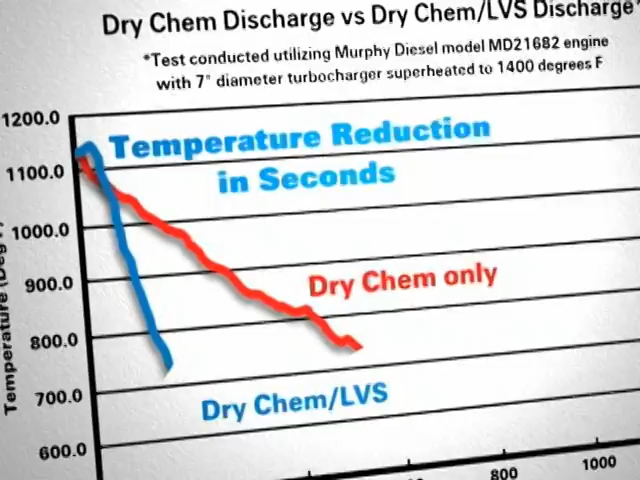 Dry Chem Discharge vs Dry Chem/LVS Discharge*
*Test conducted utilizing Murphy Diesel model MD21682 engine
with 7" diameter turbocharger superheated to 1400 degrees F
1200.0
Temperature Reduction
in Seconds
1100.0
1000.0
900.0
Dry Chem only
800.0
700.0
Dry Chem/LVS
600.0
800
1000
Temperature (Deg